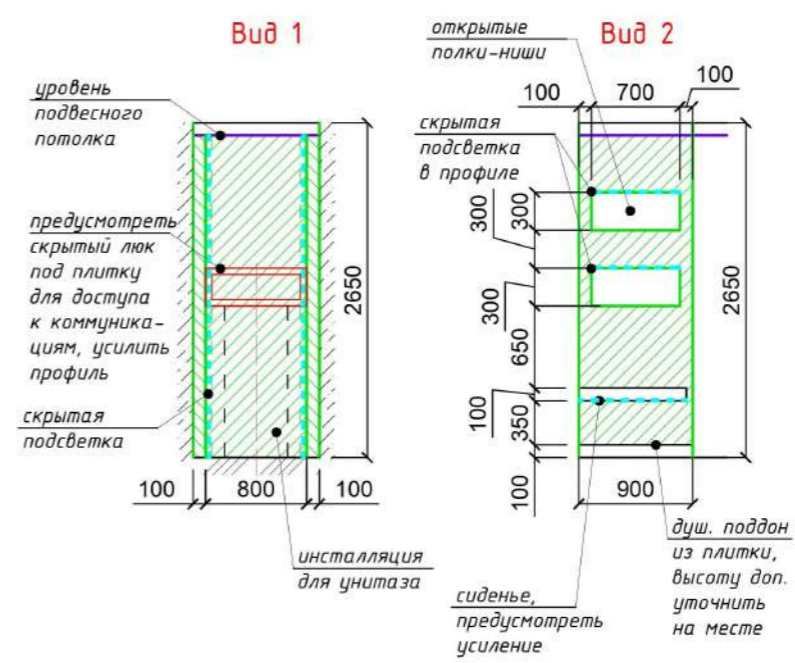 Вид 1
уровень
подвесного
потолка
предусмотреть
скрытый люк
под плитку
для доступа
к коммуника-
циям, усилить
профиль
скрытая
подсветка
2650
100 800 100
инсталляция
для унитаза
Вид 2
открытые
полки-ниши
100 700 100
скрытая
подсветка
в профиле
300 300
300
650
100 350
100
2650
900
душ. поддон
из плитки,
высоту доп.
уточнить
на месте
сиденье,
предусмотреть
усиление